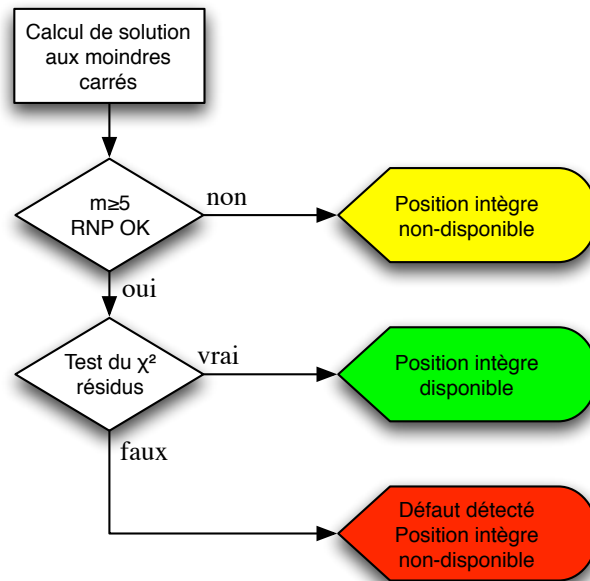 Calcul de solution
aux moindres
carrés
m≥5
RNP OK
non
Position intègre
non-disponible
oui
Test du χ²
résidus
vrai
Position intègre
disponible
faux
Défaut détecté
Position intègre
non-disponible